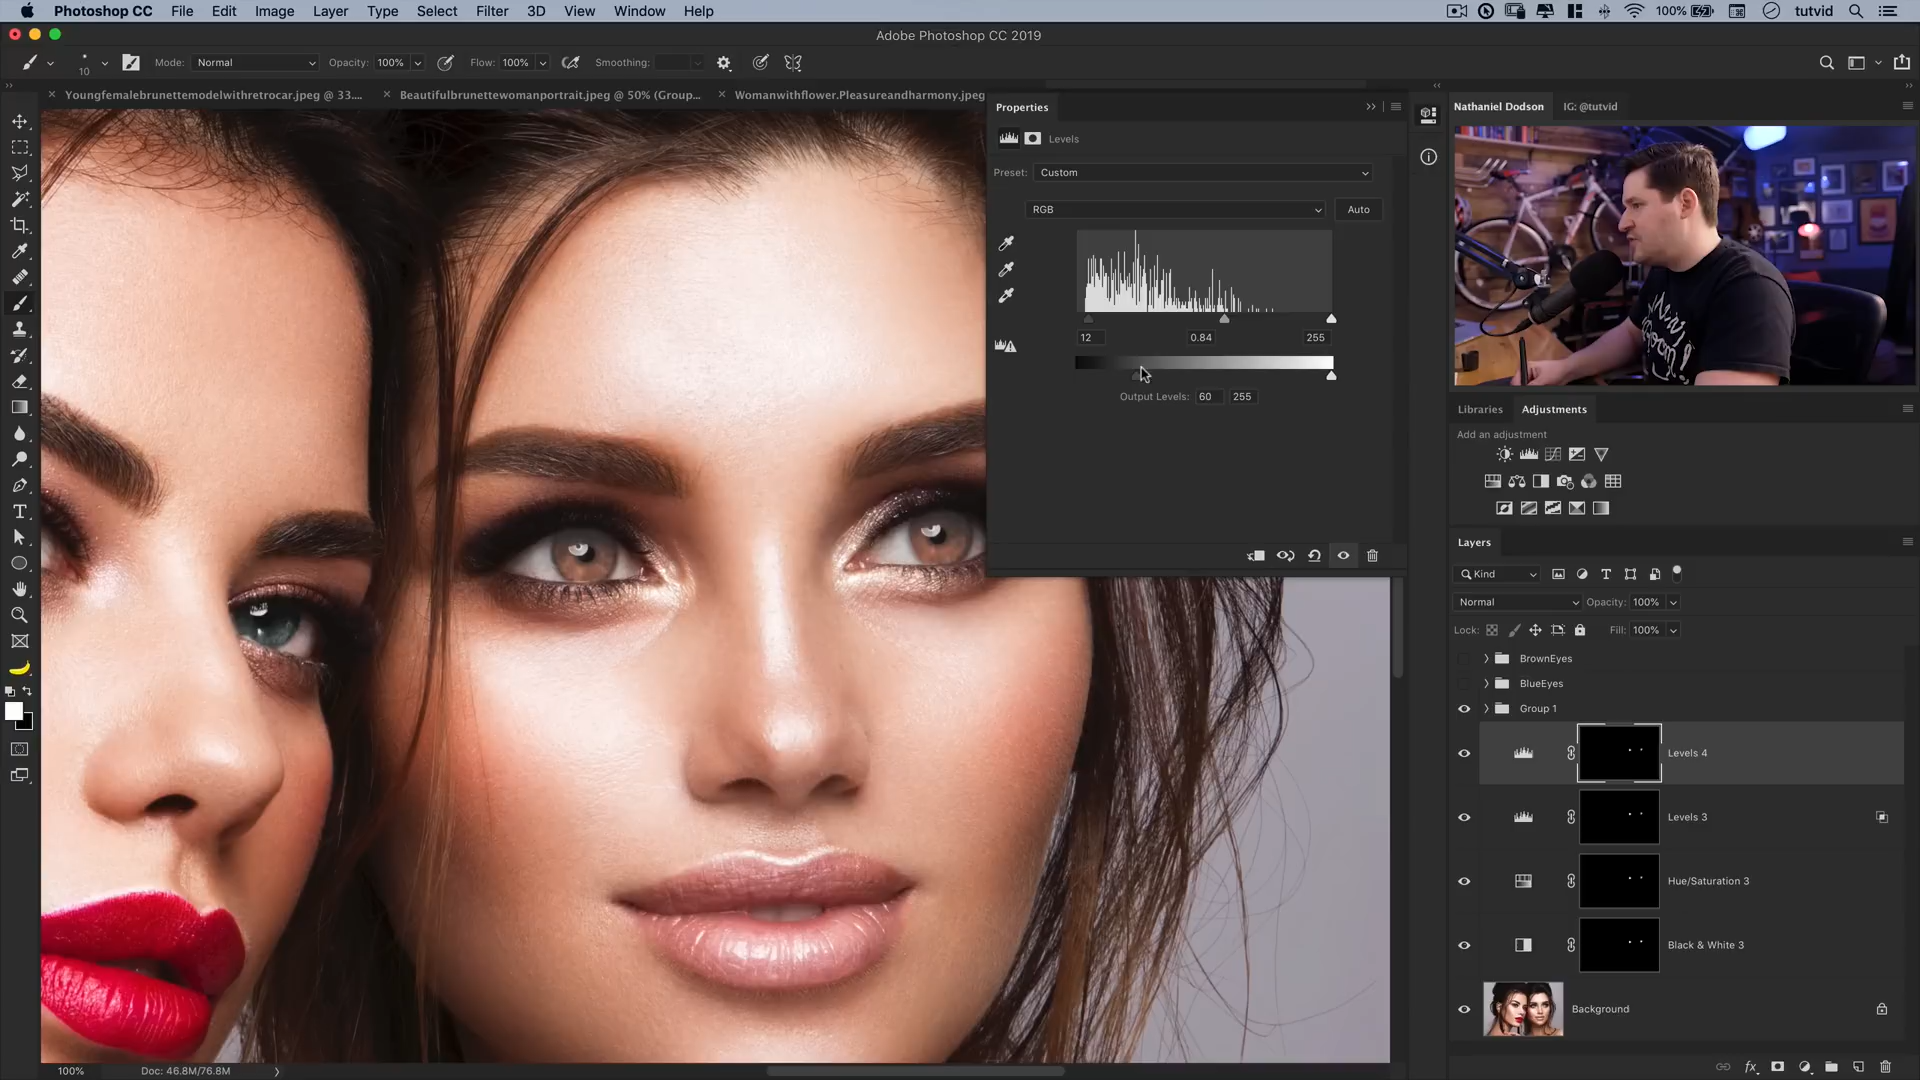 Photoshop CC File Edit Image Layer Type Select Filter 3D View Window Help 100% tutvid
Adobe Photoshop CC 2019
10 Mode: Normal Opacity: 100% Flow: 100% Smoothing:
Youngfemalebrunettemodelwithretrocar.jpeg @ 33.... Beautifulbrunettewomanportrait.jpeg @ 50% (Group... Womanwithflower.Pleasureandharmony.jpeg
Properties
Levels
Preset: Custom
RGB Auto
12 0.84 255
Output Levels: 60 255
Nathaniel Dodson IG: @tutvid
Libraries Adjustments
Add an adjustment
Layers
Kind
Normal Opacity: 100%
Lock: Fill: 100%
BrownEyes
BlueEyes
Group 1
Levels 4
Levels 3
Hue/Saturation 3
Black & White 3
Background
fx
100% Doc: 46.8M/76.8M